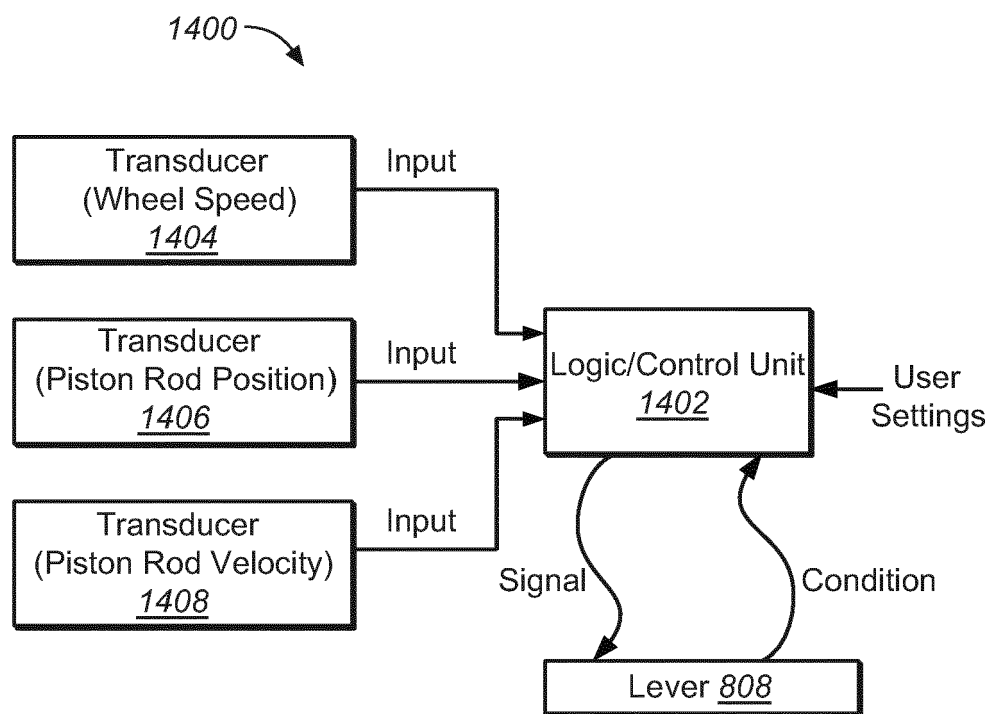 1400
Transducer
(Wheel Speed)
1404
Input
Transducer
(Piston Rod Position)
1406
Input
Transducer
(Piston Rod Velocity)
1408
Input
Logic/Control Unit
1402
User
Settings
Signal
Condition
Lever 808